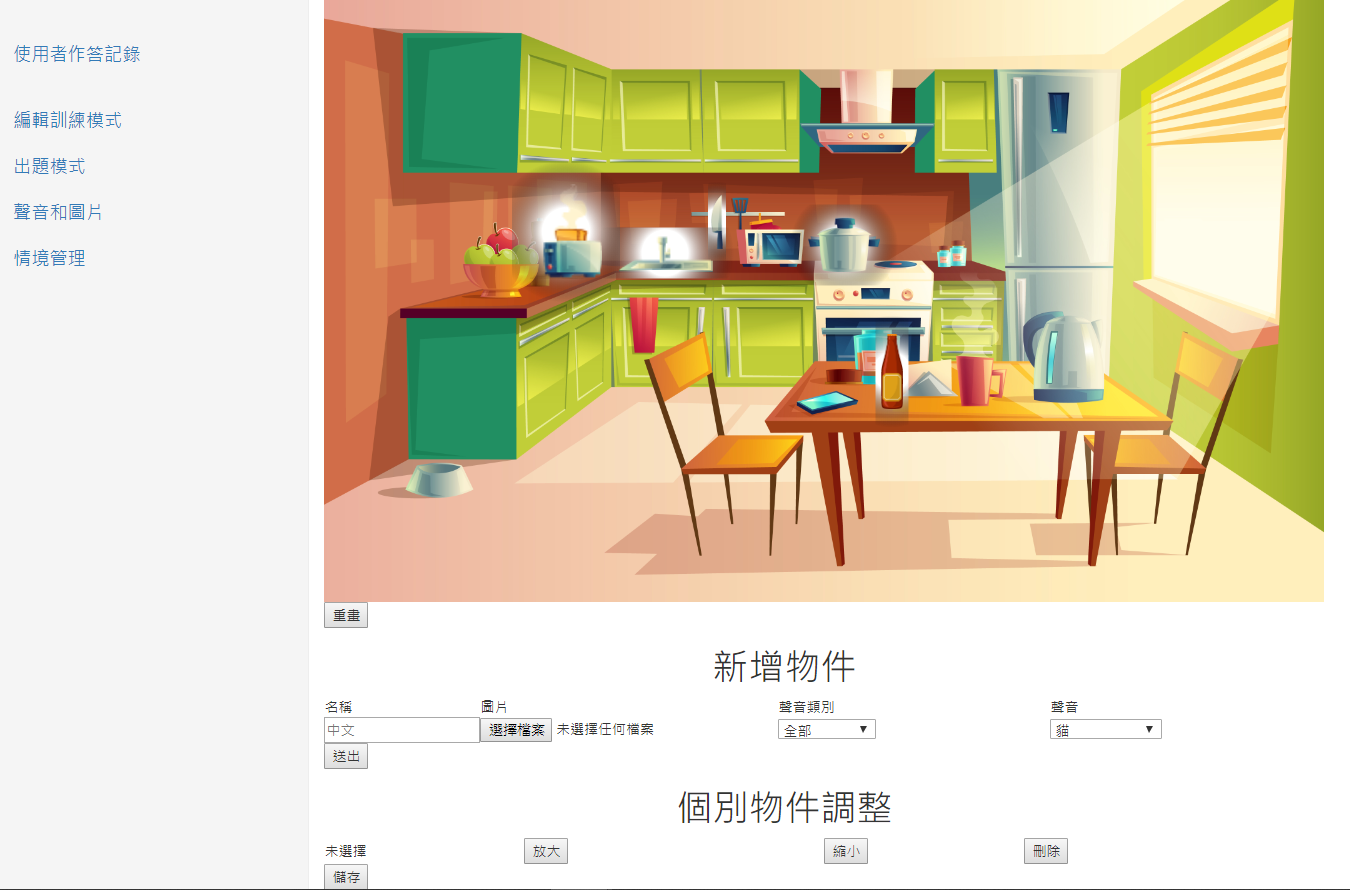 使用者作答記錄
編輯訓練模式
出題模式
聲音和圖片
情境管理
重畫
新增物件
名稱 圖片 聲音類別 聲音
中文 選擇檔案 未選擇任何檔案 全部 貓
送出
個別物件調整
未選擇 放大 縮小 刪除
儲存